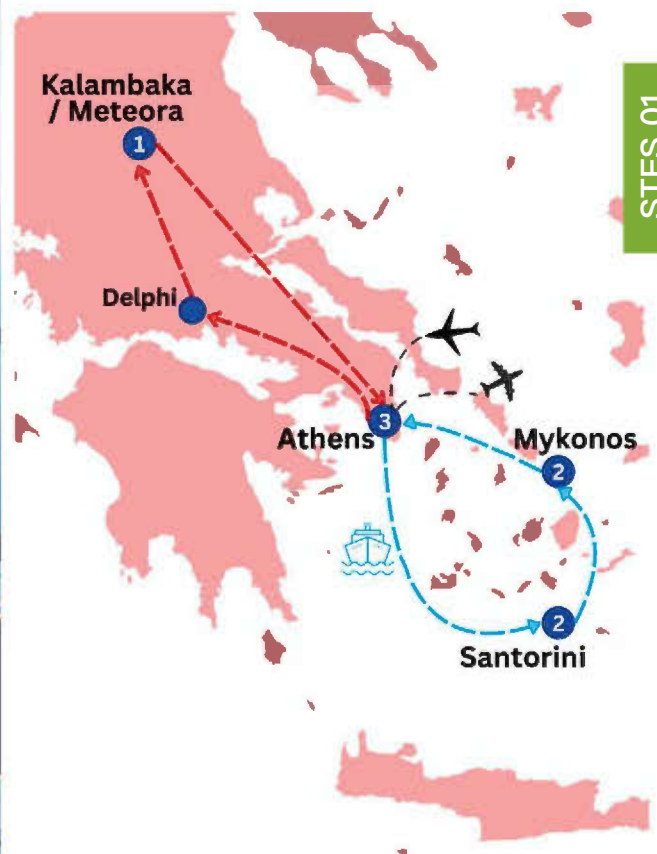 Kalambaka
/ Meteora
1
STES 01
Delphi
3
Athens
Mykonos
2
2
Santorini